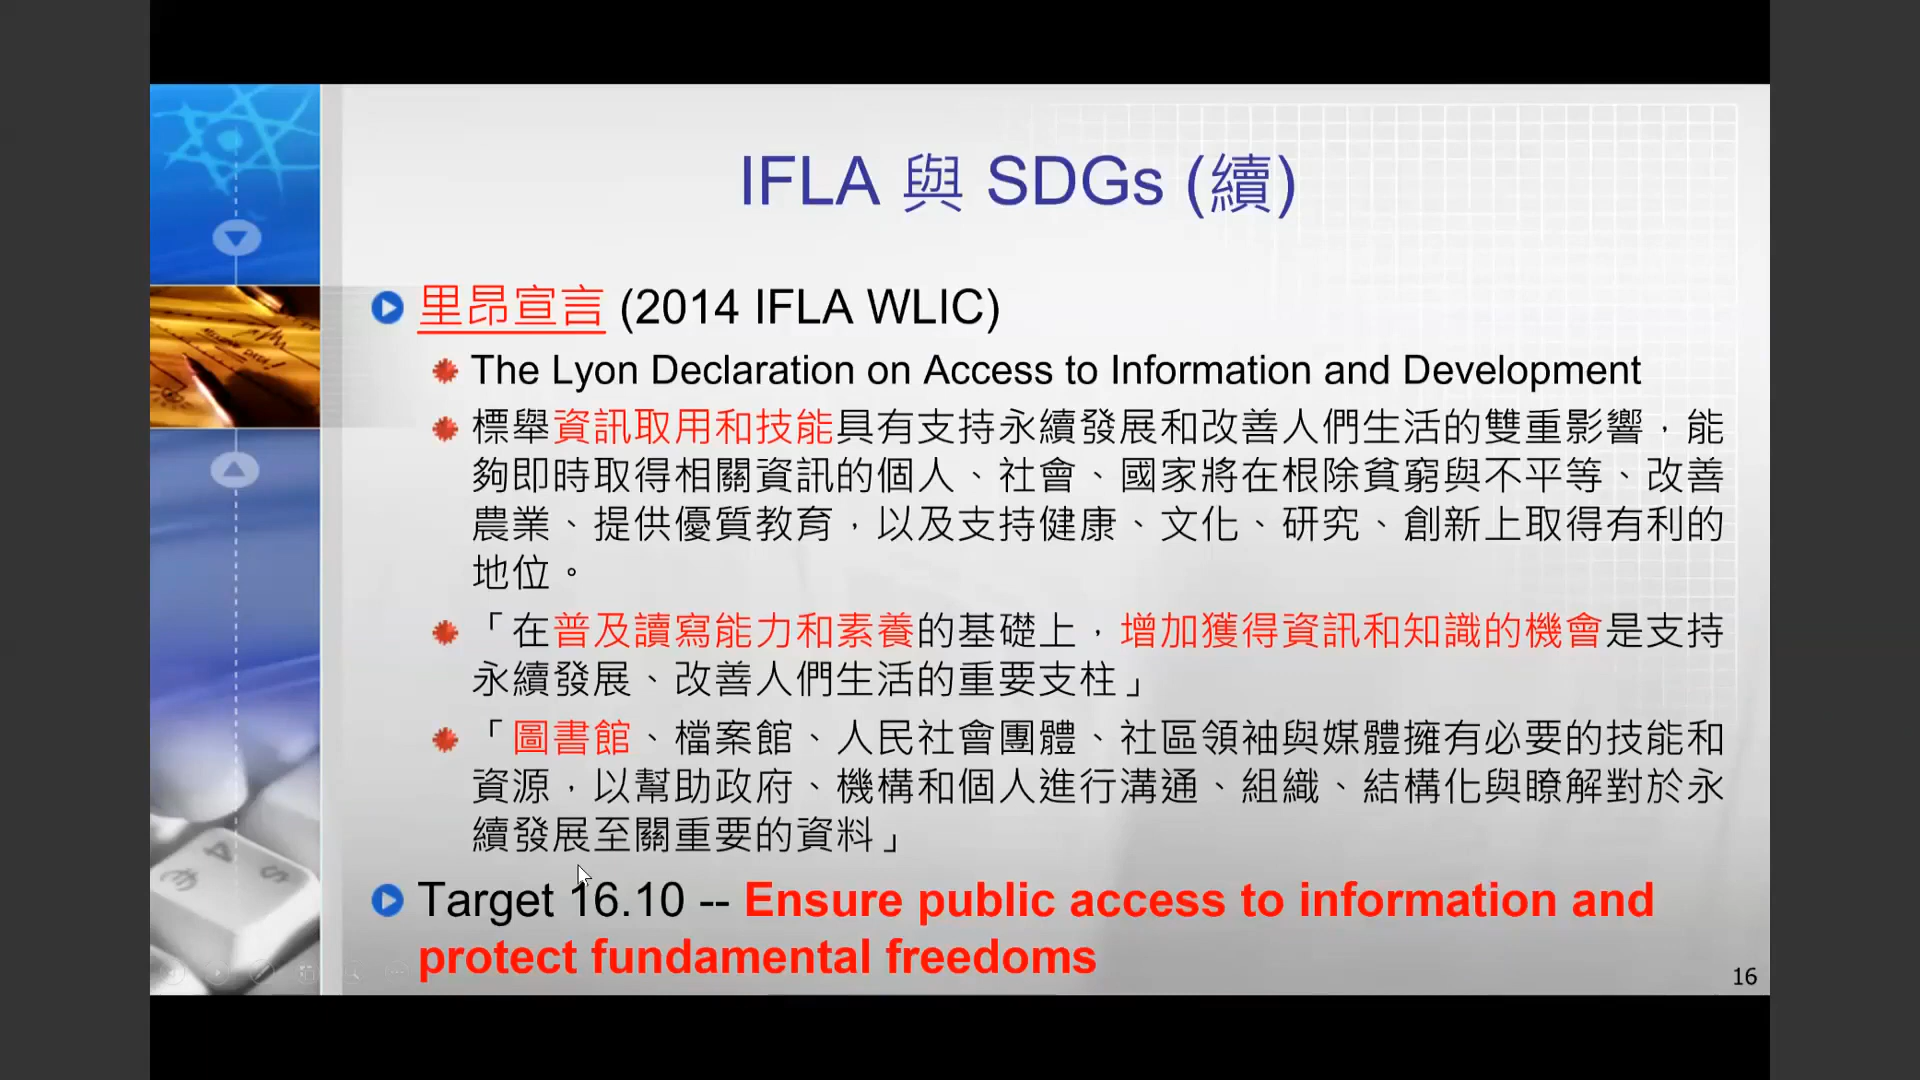 IFLA 與 SDGs (續)
里昂宣言 (2014 IFLA WLIC)
The Lyon Declaration on Access to Information and Development
標舉資訊取用和技能具有支持永續發展和改善人們生活的雙重影響，能
夠即時取得相關資訊的個人、社會、國家將在根除貧窮與不平等、改善
農業、提供優質教育，以及支持健康、文化、研究、創新上取得有利的
地位。
「在普及讀寫能力和素養的基礎上，增加獲得資訊和知識的機會是支持
永續發展、改善人們生活的重要支柱」
「圖書館、檔案館、人民社會團體、社區領袖與媒體擁有必要的技能和
資源，以幫助政府、機構和個人進行溝通、組織、結構化與瞭解對於永
續發展至關重要的資料」
Target 16.10 -- Ensure public access to information and
protect fundamental freedoms
16